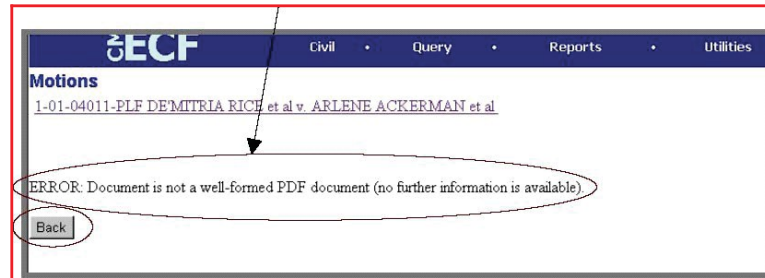 CM ECF Civil • Query • Reports • Utilities
Motions
1-01-04011-PLF DE'MITRIA RICE et al v. ARLENE ACKERMAN et al
ERROR: Document is not a well-formed PDF document (no further information is available).
Back